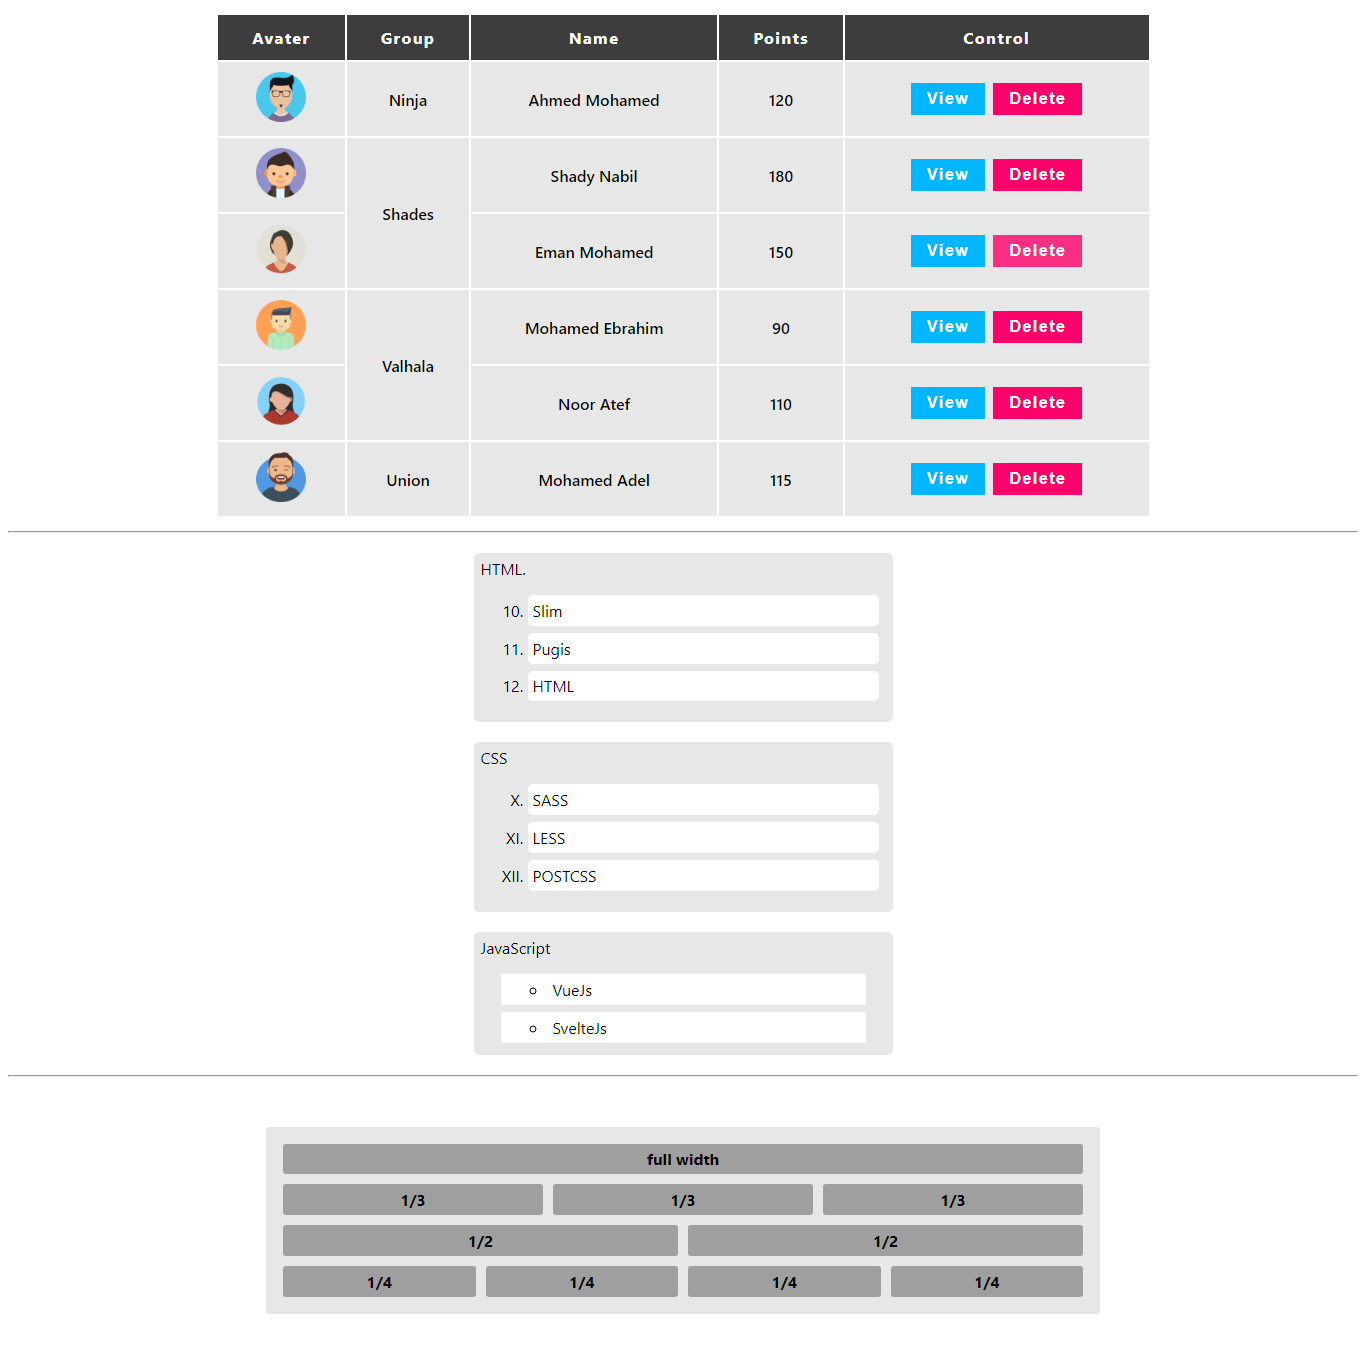 Avater Group Name Points Control
Ninja Ahmed Mohamed 120 View Delete
Shady Nabil 180 View Delete
Shades
Eman Mohamed 150 View Delete
Mohamed Ebrahim 90 View Delete
Valhala
Noor Atef 110 View Delete
Union Mohamed Adel 115 View Delete
HTML.
10. Slim
11. Pugis
12. HTML
CSS
X. SASS
XI. LESS
XII. POSTCSS
JavaScript
VueJs
SvelteJs
full width
1/3 1/3 1/3
1/2 1/2
1/4 1/4 1/4 1/4